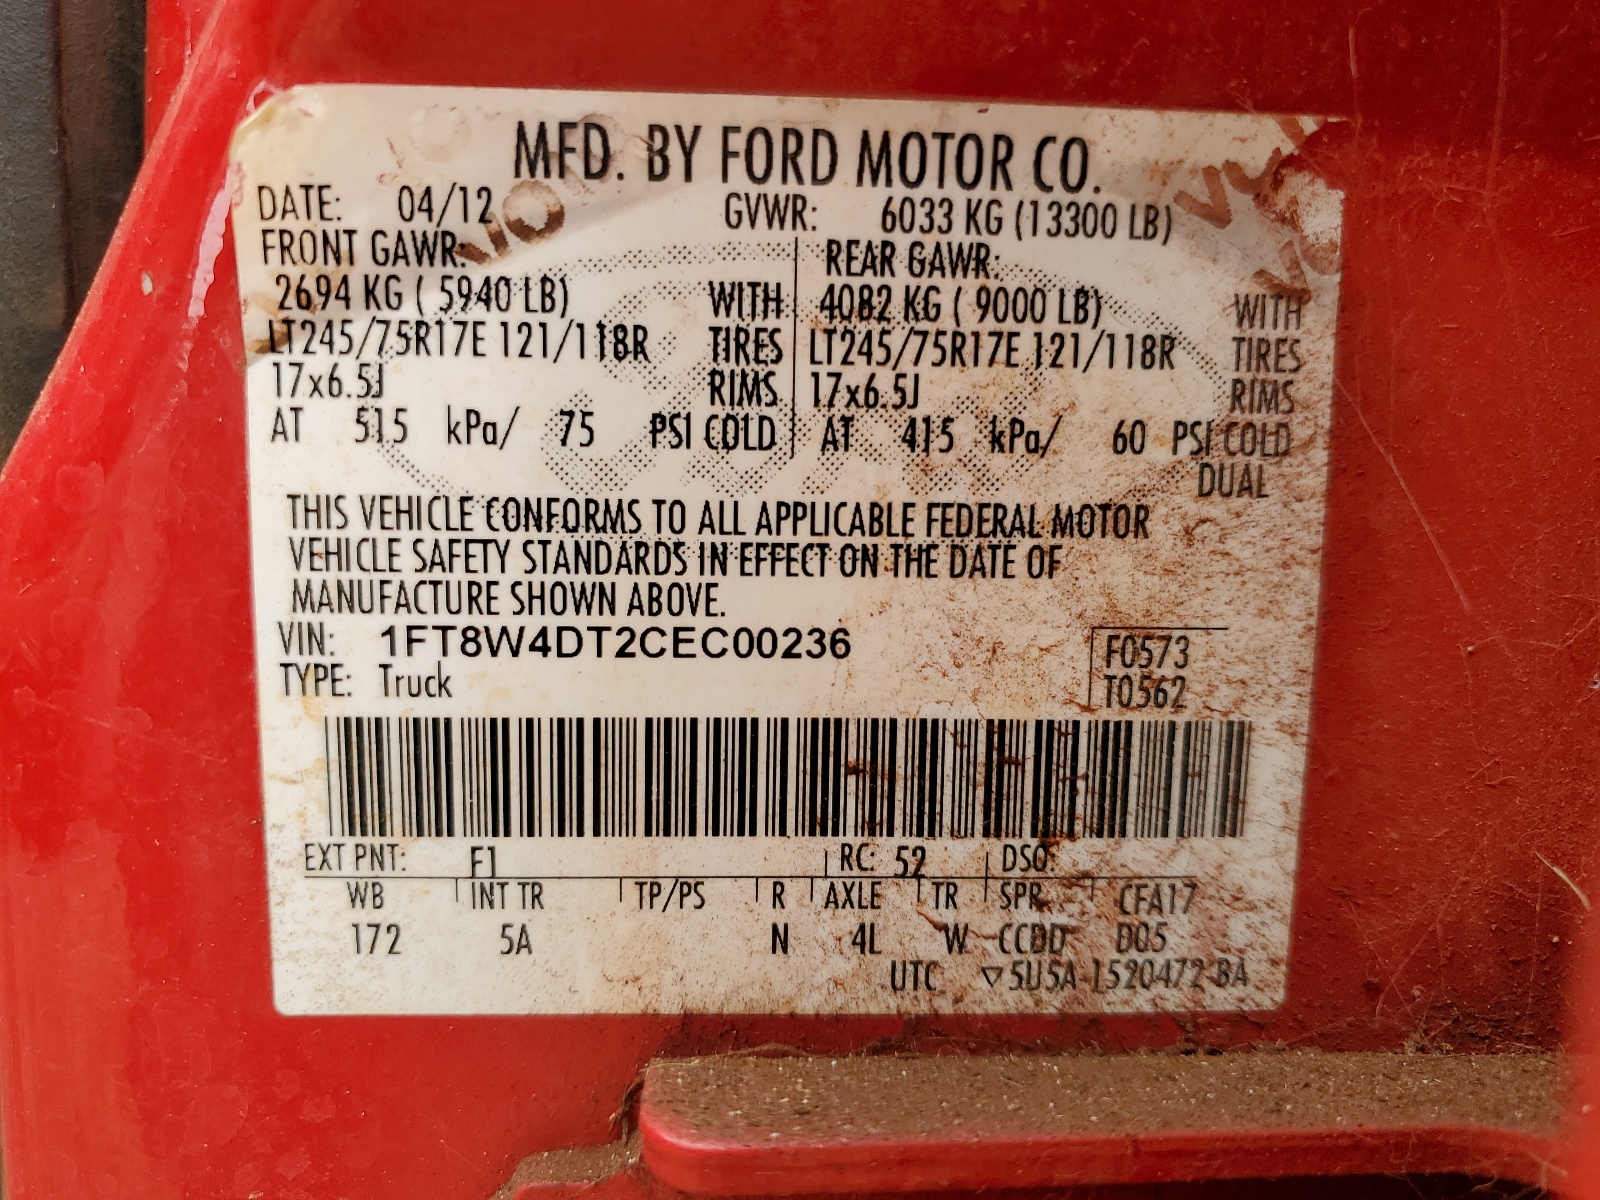 MFD. BY FORD MOTOR CO.
DATE: 04/12 GVWR: 6033 KG (13300 LB)
FRONT GAWR: REAR GAWR:
2694 KG ( 5940 LB) WITH 4082 KG ( 9000 LB) WITH
LT245/75R17E 121/118R TIRES LT245/75R17E 121/118R TIRES
17x6.5J RIMS 17x6.5J RIMS
AT 515 kPa/ 75 PSI COLD AT 415 kPa/ 60 PSI COLD
DUAL
THIS VEHICLE CONFORMS TO ALL APPLICABLE FEDERAL MOTOR
VEHICLE SAFETY STANDARDS IN EFFECT ON THE DATE OF
MANUFACTURE SHOWN ABOVE.
VIN: 1FT8W4DT2CEC00236 F0573
TYPE: Truck T0562
EXT PNT: F1 RC: 52 DSO:
WB INT TR TP/PS R AXLE TR SPR CFA17
172 5A N 4L W CCDD D05
UTC ▽5U5A-1520472-BA